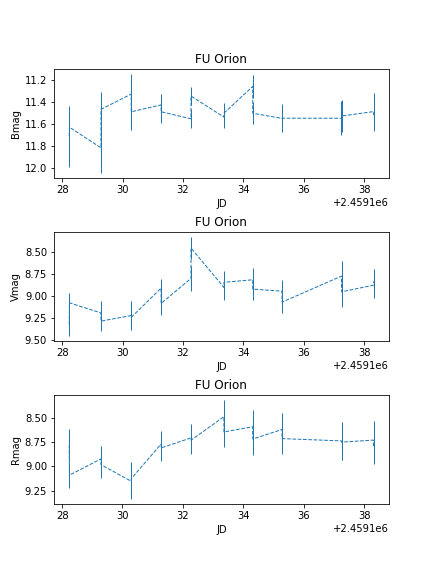 FU Orion
11.2
11.4
11.6
11.8
12.0
Bmag
28 30 32 34 36 38
JD
+2.4591e6
FU Orion
8.50
8.75
9.00
9.25
9.50
Vmag
28 30 32 34 36 38
JD
+2.4591e6
FU Orion
8.50
8.75
9.00
9.25
Rmag
28 30 32 34 36 38
JD
+2.4591e6